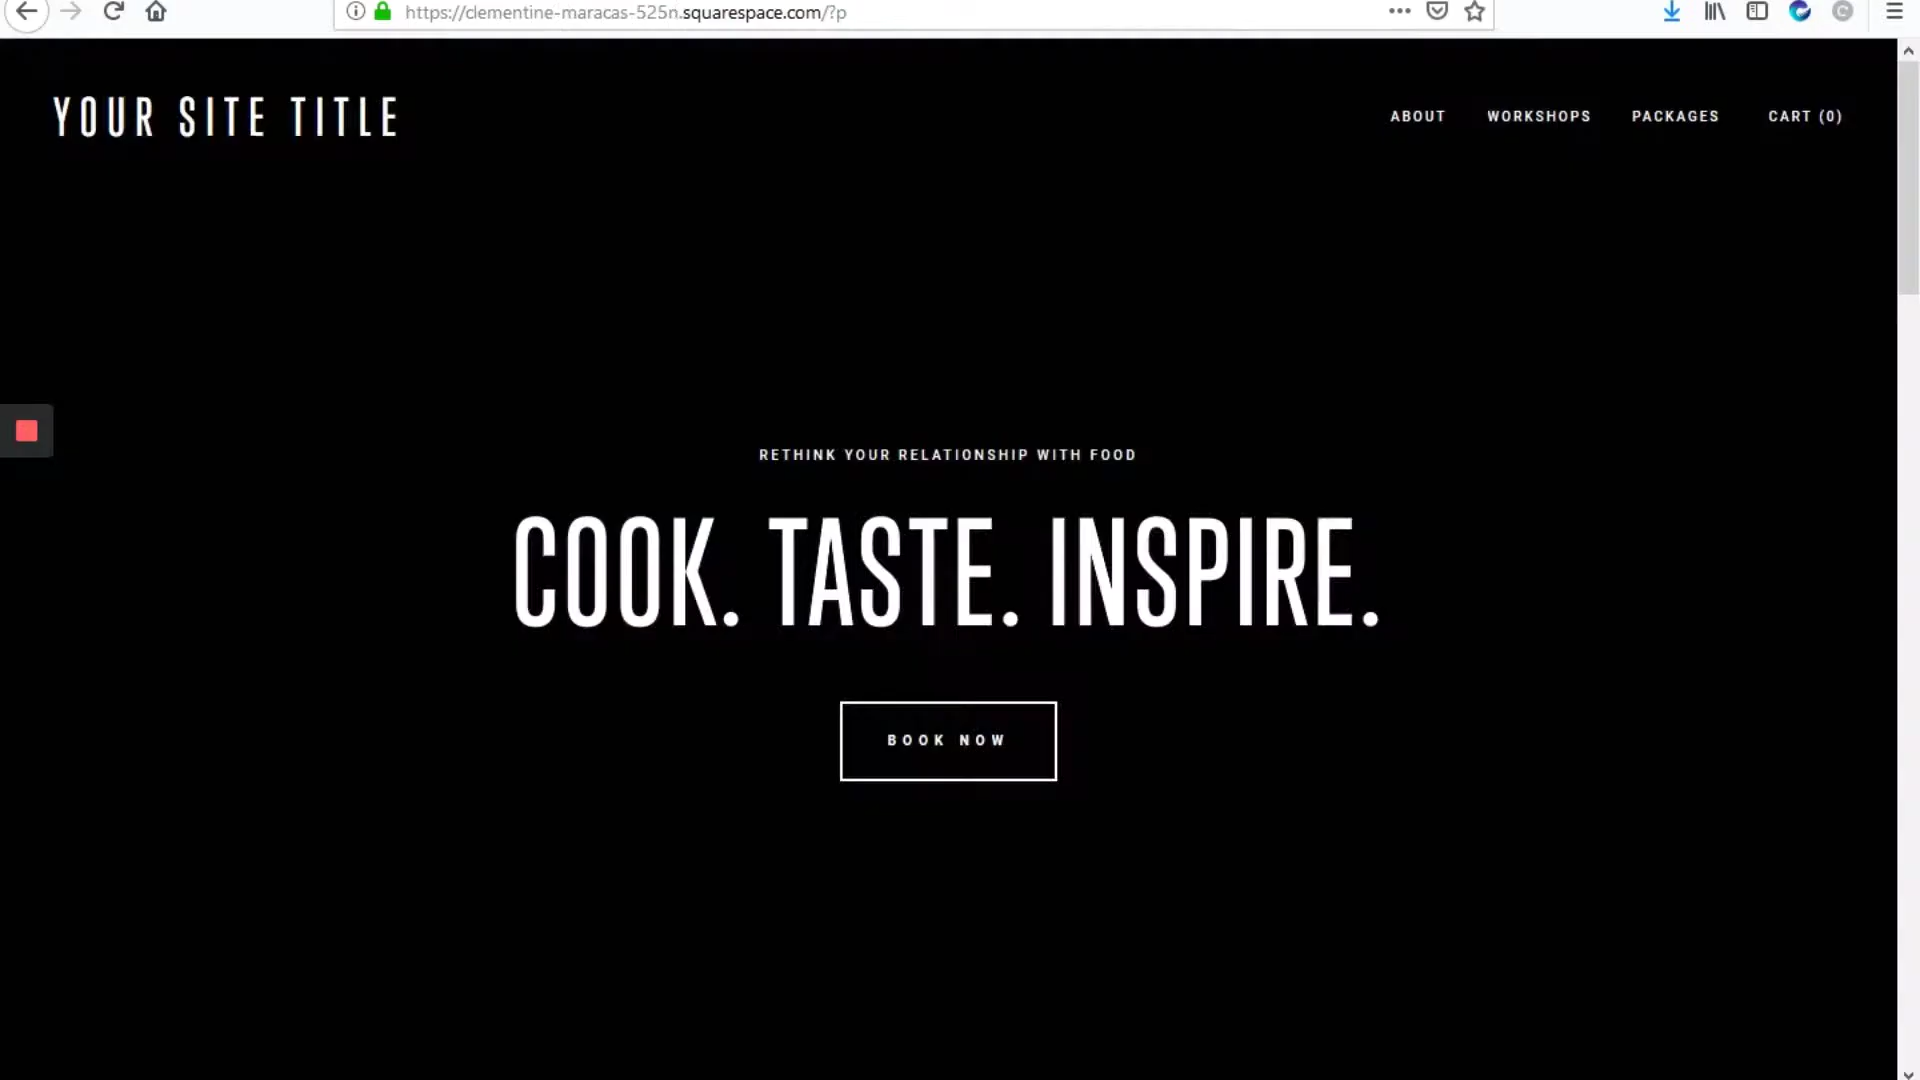 https://clementine-maracas-525n.squarespace.com/?p
YOUR SITE TITLE
ABOUT WORKSHOPS PACKAGES CART (0)
RETHINK YOUR RELATIONSHIP WITH FOOD
COOK. TASTE. INSPIRE.
BOOK NOW